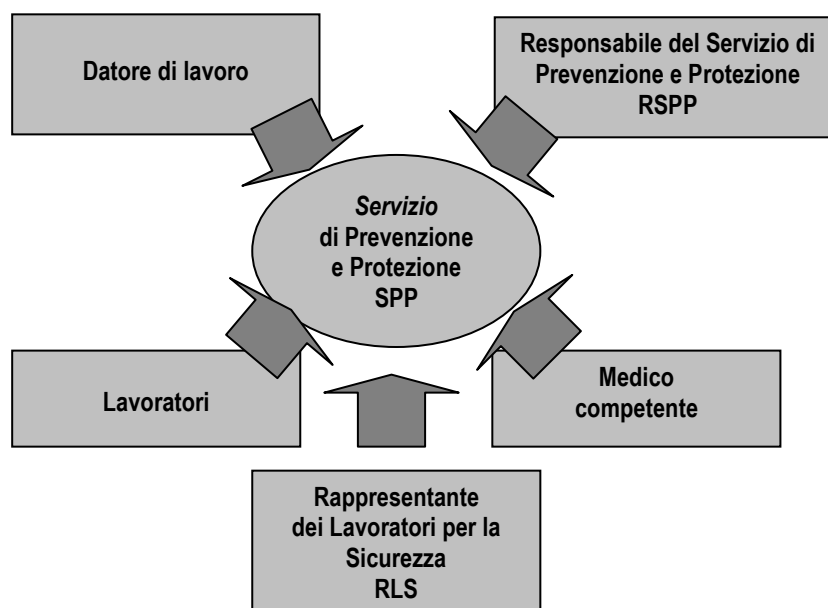 Datore di lavoro
Responsabile del Servizio di
Prevenzione e Protezione
RSPP
Servizio
di Prevenzione
e Protezione
SPP
Lavoratori
Medico
competente
Rappresentante
dei Lavoratori per la
Sicurezza
RLS